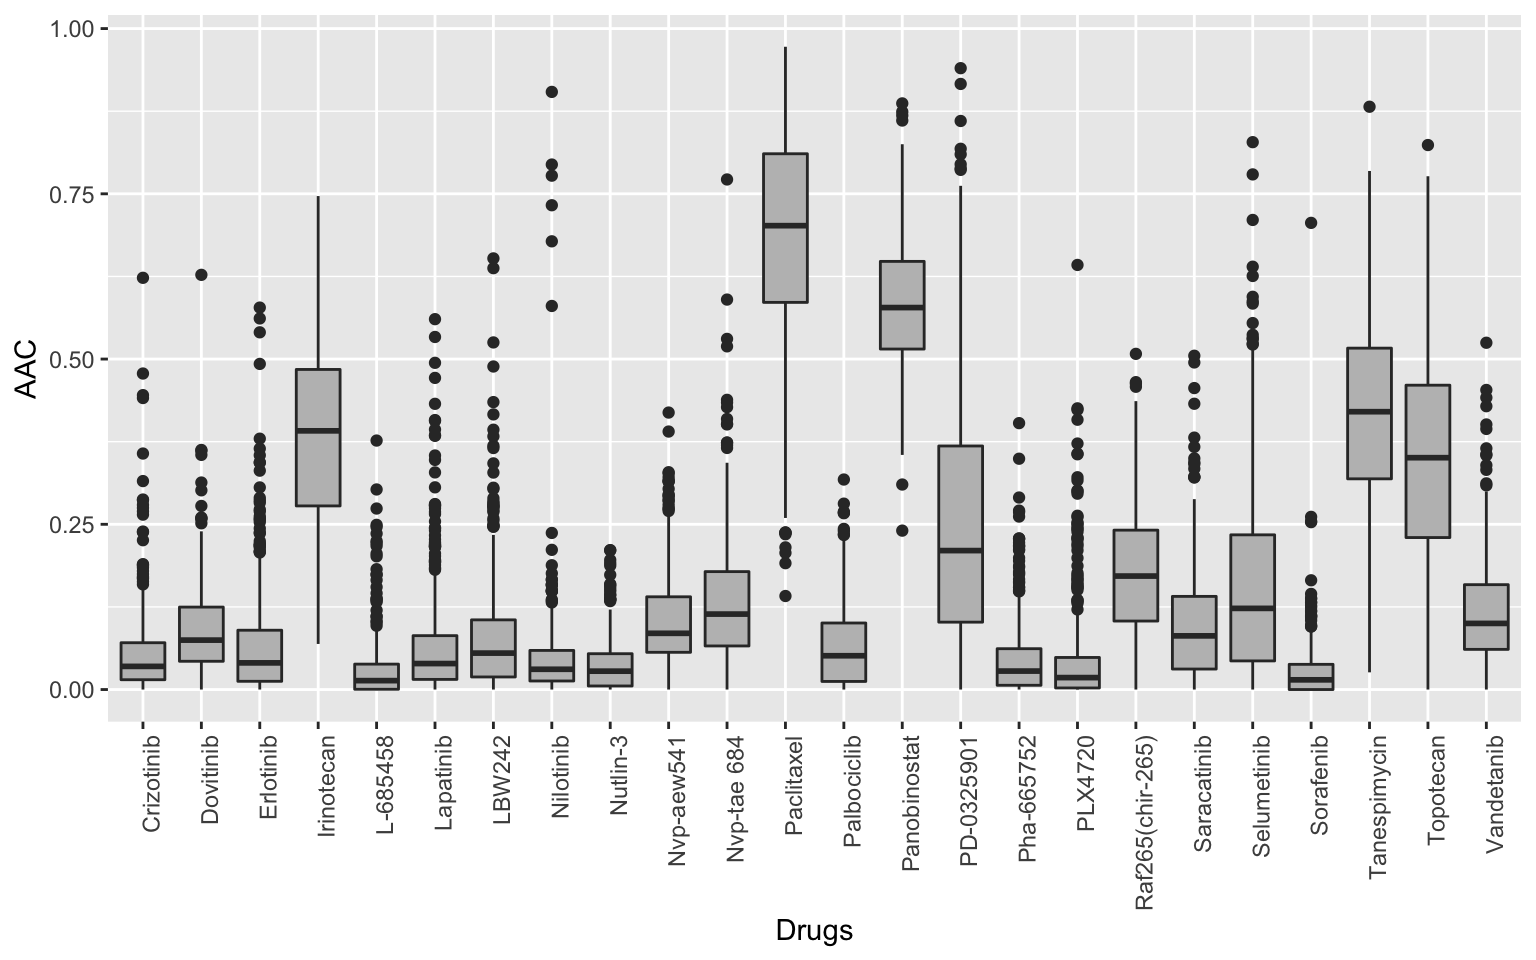 1.00
0.75
0.50
0.25
0.00
AAC
Crizotinib
Dovitinib
Erlotinib
Irinotecan
L-685458
Lapatinib
LBW242
Nilotinib
Nutlin-3
Nvp-aew541
Nvp-tae 684
Paclitaxel
Palbociclib
Panobinostat
PD-0325901
Pha-665752
PLX4720
Raf265(chir-265)
Saracatinib
Selumetinib
Sorafenib
Tanespimycin
Topotecan
Vandetanib
Drugs